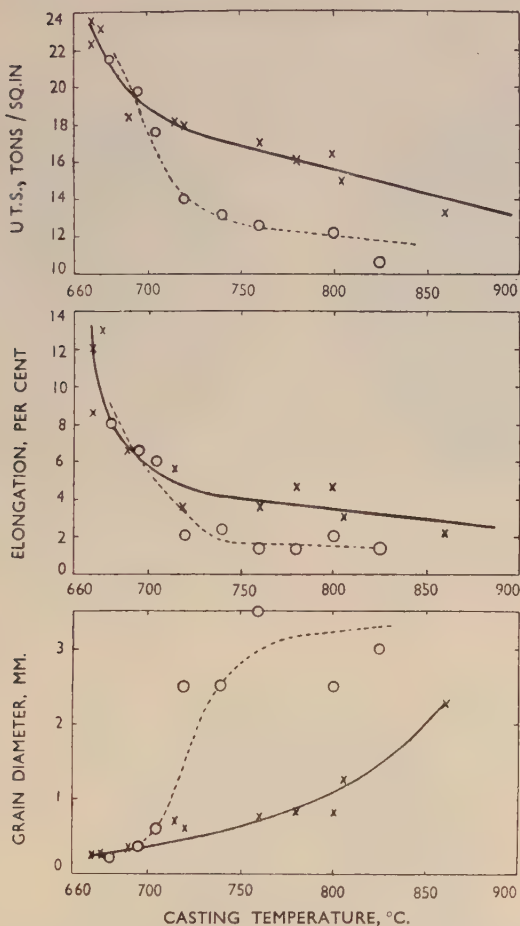 U.T.S., TONS / SQ.IN
24
22
20
18
16
14
12
10
660 700 750 800 850 900
ELONGATION, PER CENT
14
12
10
8
6
4
2
0
660 700 750 800 850 900
GRAIN DIAMETER, MM.
3
2
1
0
660 700 750 800 850 900
CASTING TEMPERATURE, °C.